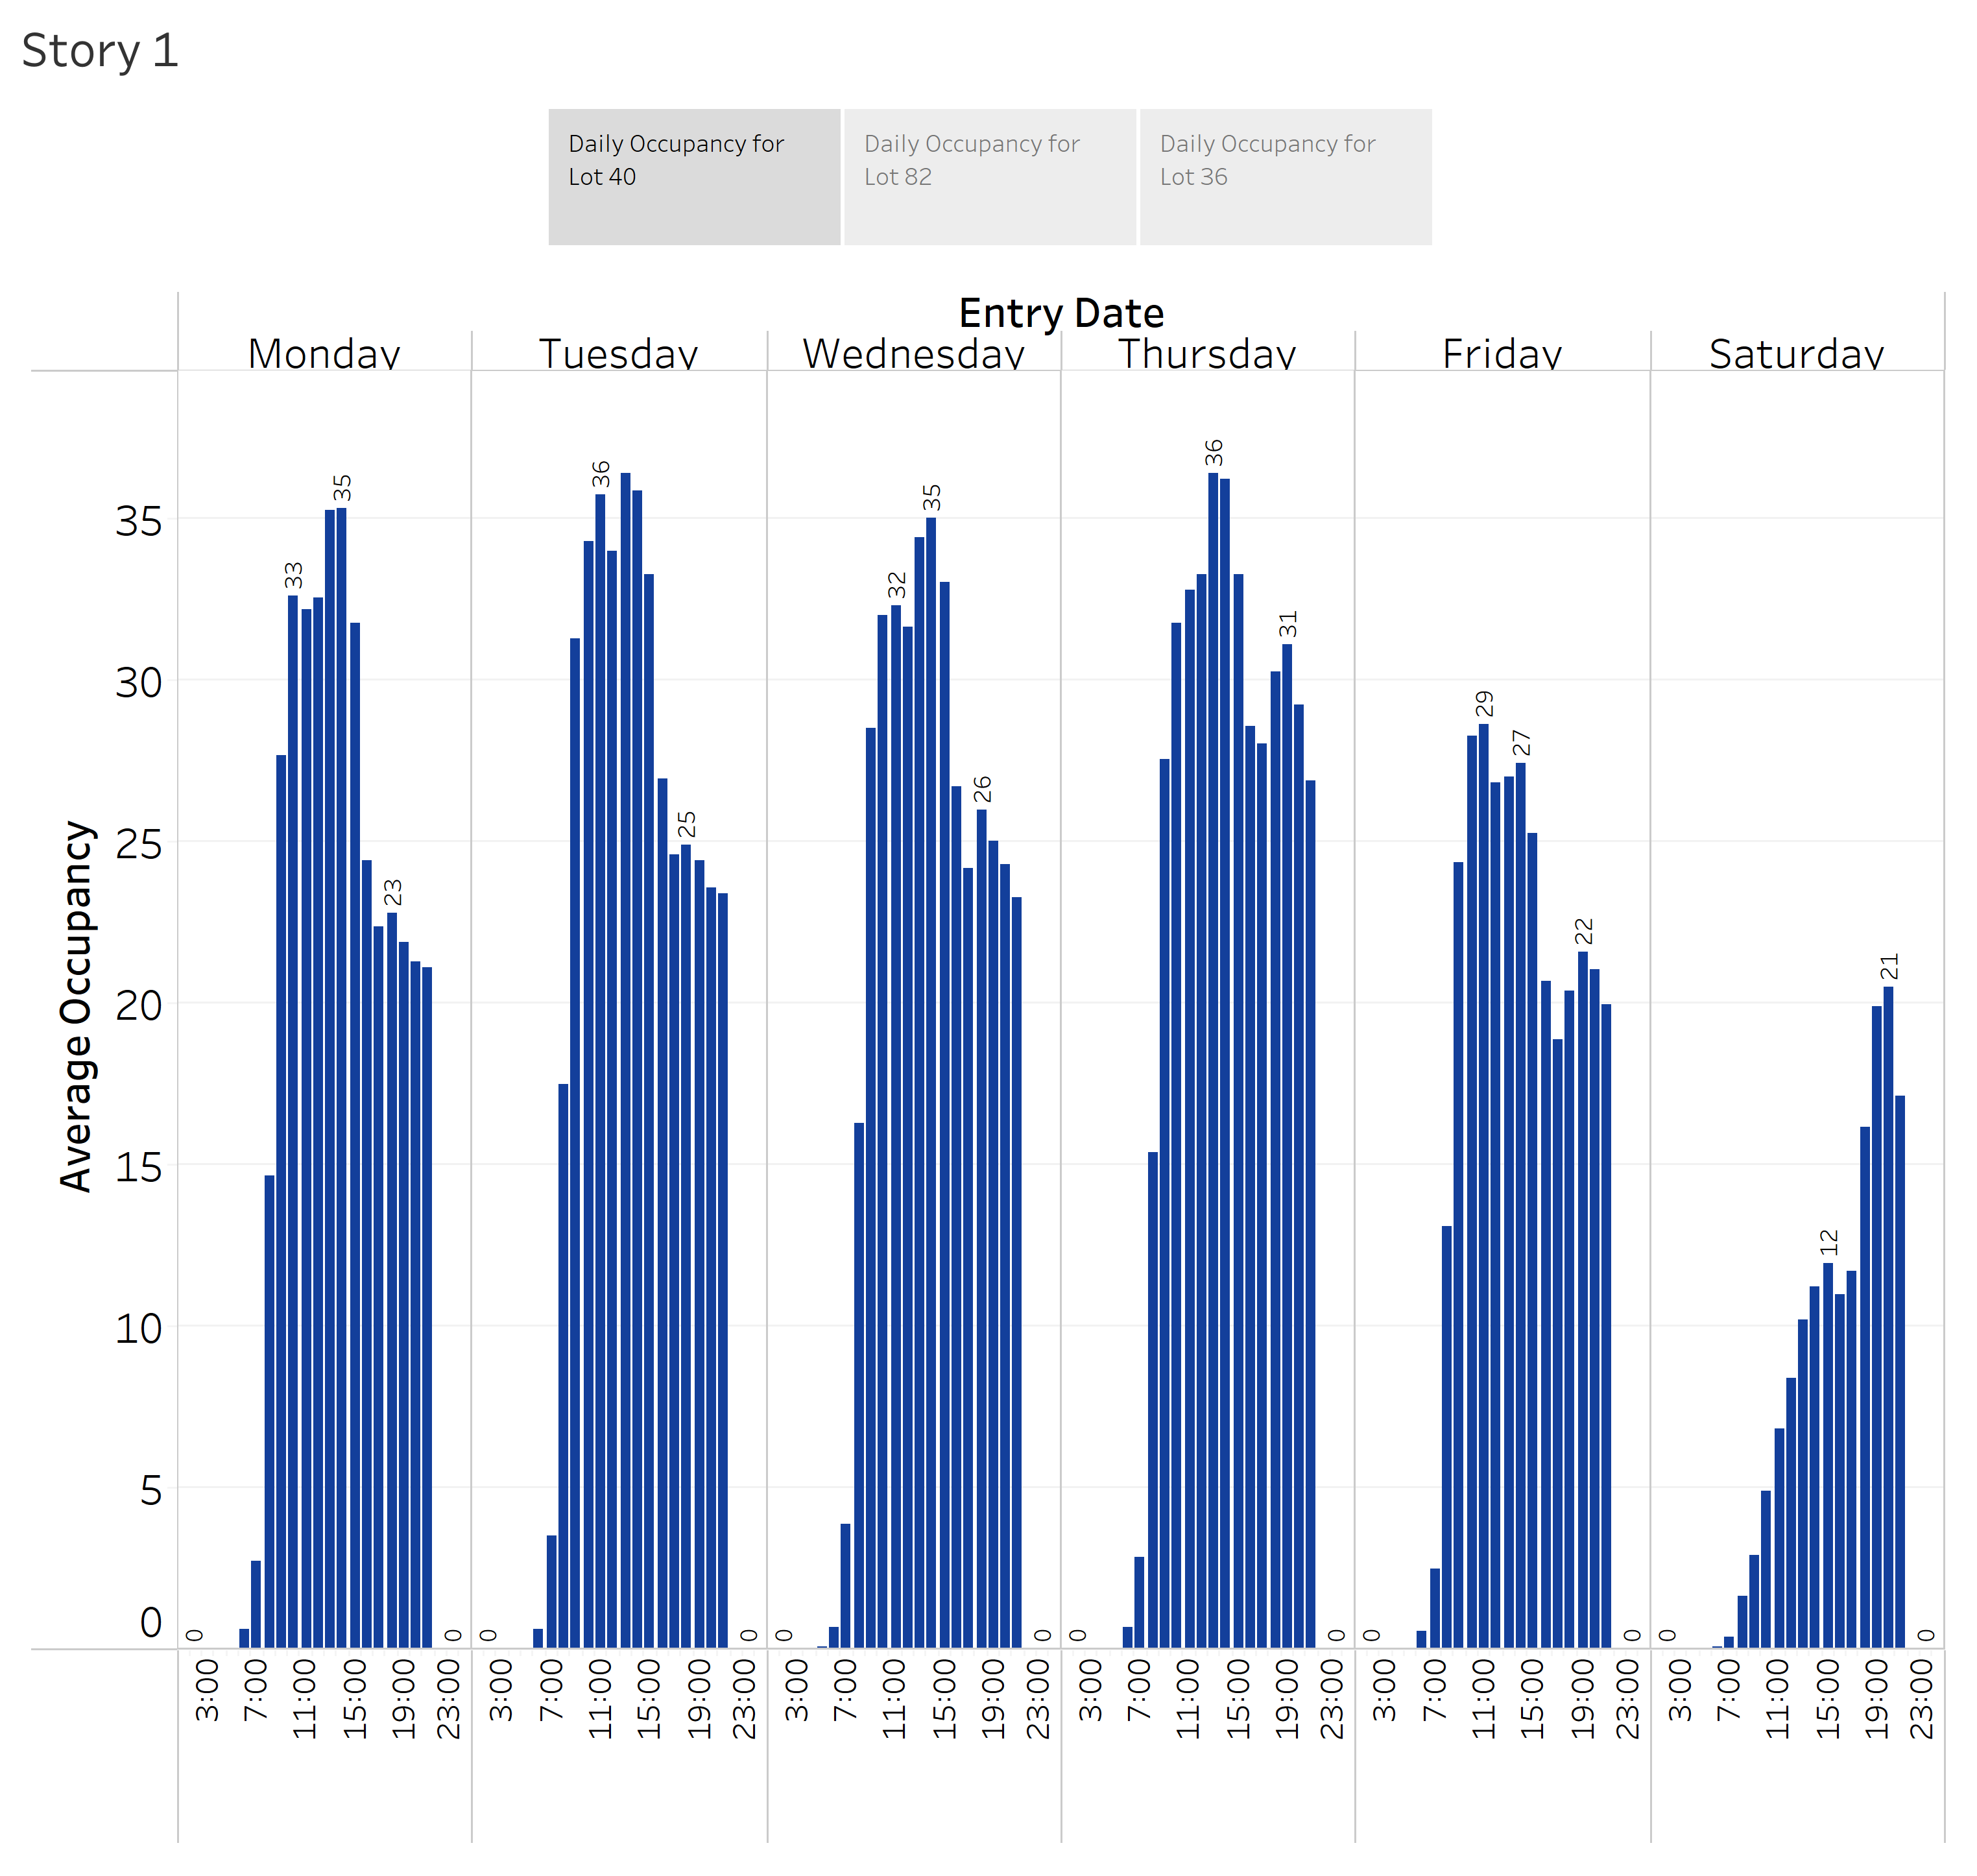 Story 1
Daily Occupancy for
Lot 40
Daily Occupancy for
Lot 82
Daily Occupancy for
Lot 36
Entry Date
Monday Tuesday Wednesday Thursday Friday Saturday
Average Occupancy
35
30
25
20
15
10
5
0
0 33 35 23 0
0 36 25 0
0 32 35 26 0
0 36 31 0
0 29 27 22 0
0 12 21 0
3:00 7:00 11:00 15:00 19:00 23:00
3:00 7:00 11:00 15:00 19:00 23:00
3:00 7:00 11:00 15:00 19:00 23:00
3:00 7:00 11:00 15:00 19:00 23:00
3:00 7:00 11:00 15:00 19:00 23:00
3:00 7:00 11:00 15:00 19:00 23:00